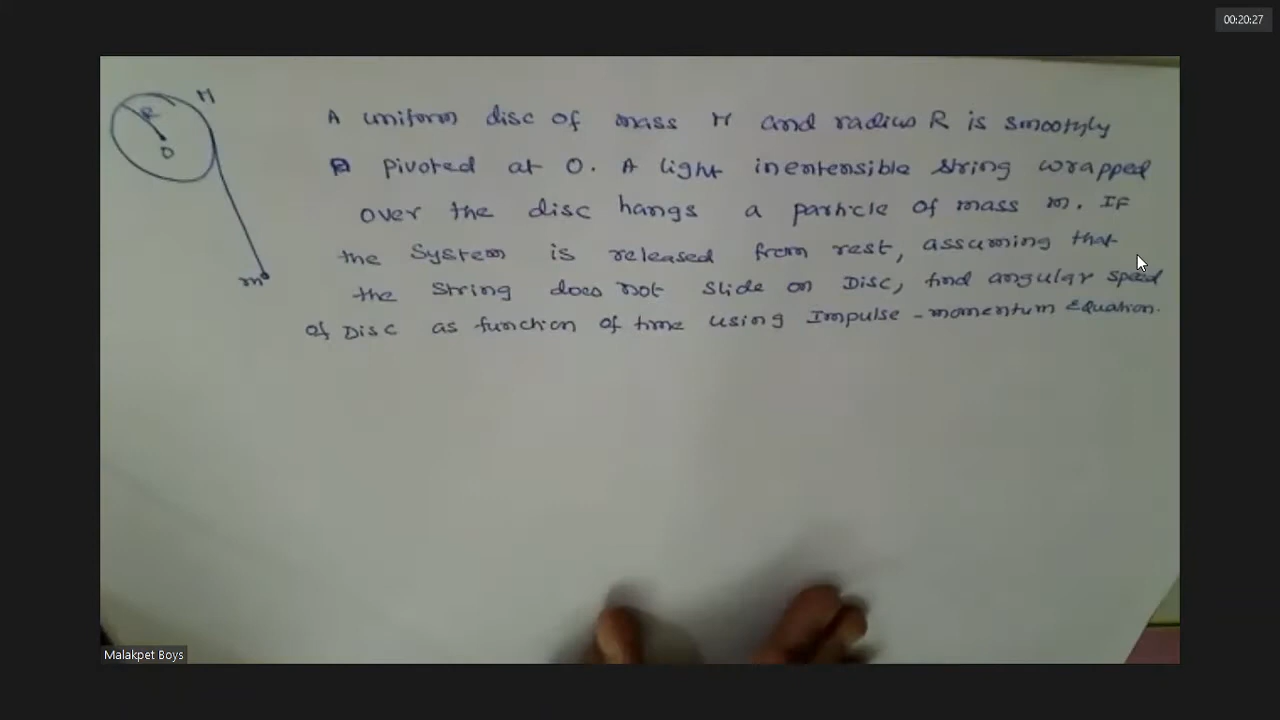 00:20:27
M
R
O
m
A uniform disc of mass M and radius R is smootyly
pivoted at O. A light inentensible string wrapped
over the disc hangs a particle of mass m. IF
the system is released from rest, assuming that
the string does not slide on Disc, find angular speed
of Disc as function of time using Impulse - momentum Equation.
Malakpet Boys